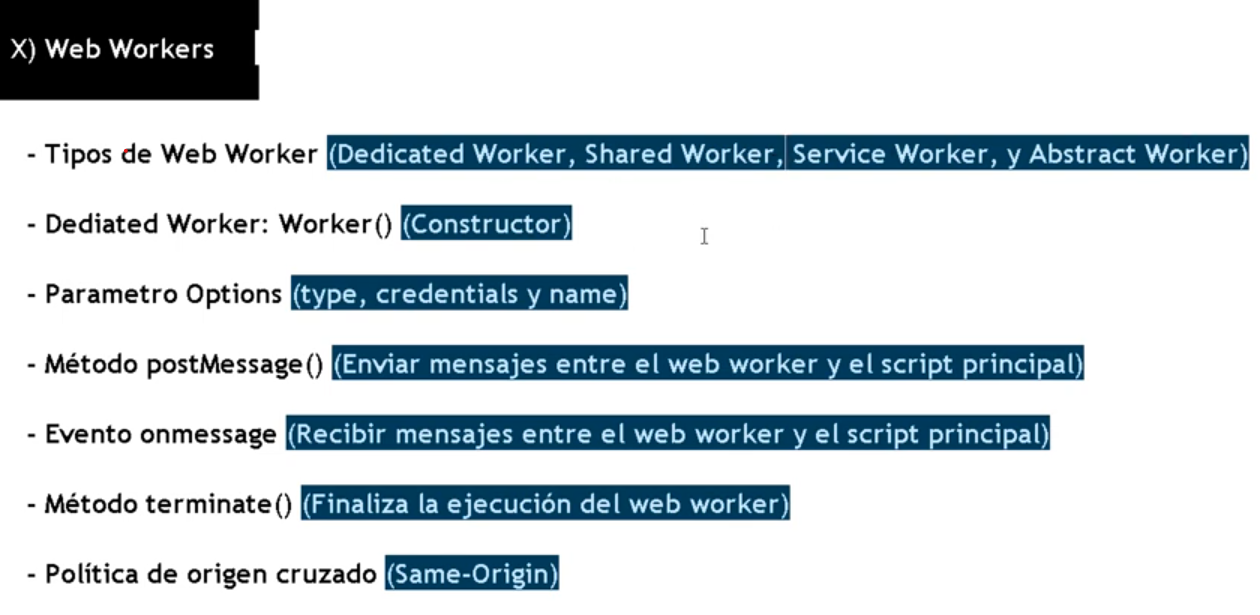 X) Web Workers
- Tipos de Web Worker (Dedicated Worker, Shared Worker, Service Worker, y Abstract Worker)
- Dediated Worker: Worker() (Constructor)
- Parametro Options (type, credentials y name)
- Método postMessage() (Enviar mensajes entre el web worker y el script principal)
- Evento onmessage (Recibir mensajes entre el web worker y el script principal)
- Método terminate() (Finaliza la ejecución del web worker)
- Política de origen cruzado (Same-Origin)